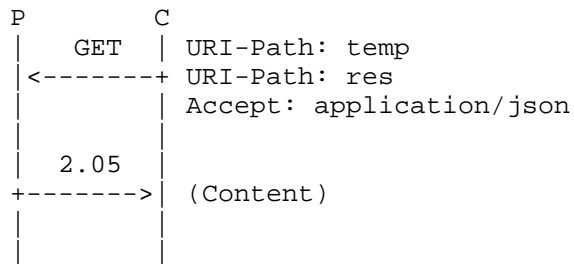 P          C
|    GET   | URI-Path: temp
|<-------+ URI-Path: res
|          | Accept: application/json
|          |
|   2.05   |
+------->| (Content)
|          |
|          |